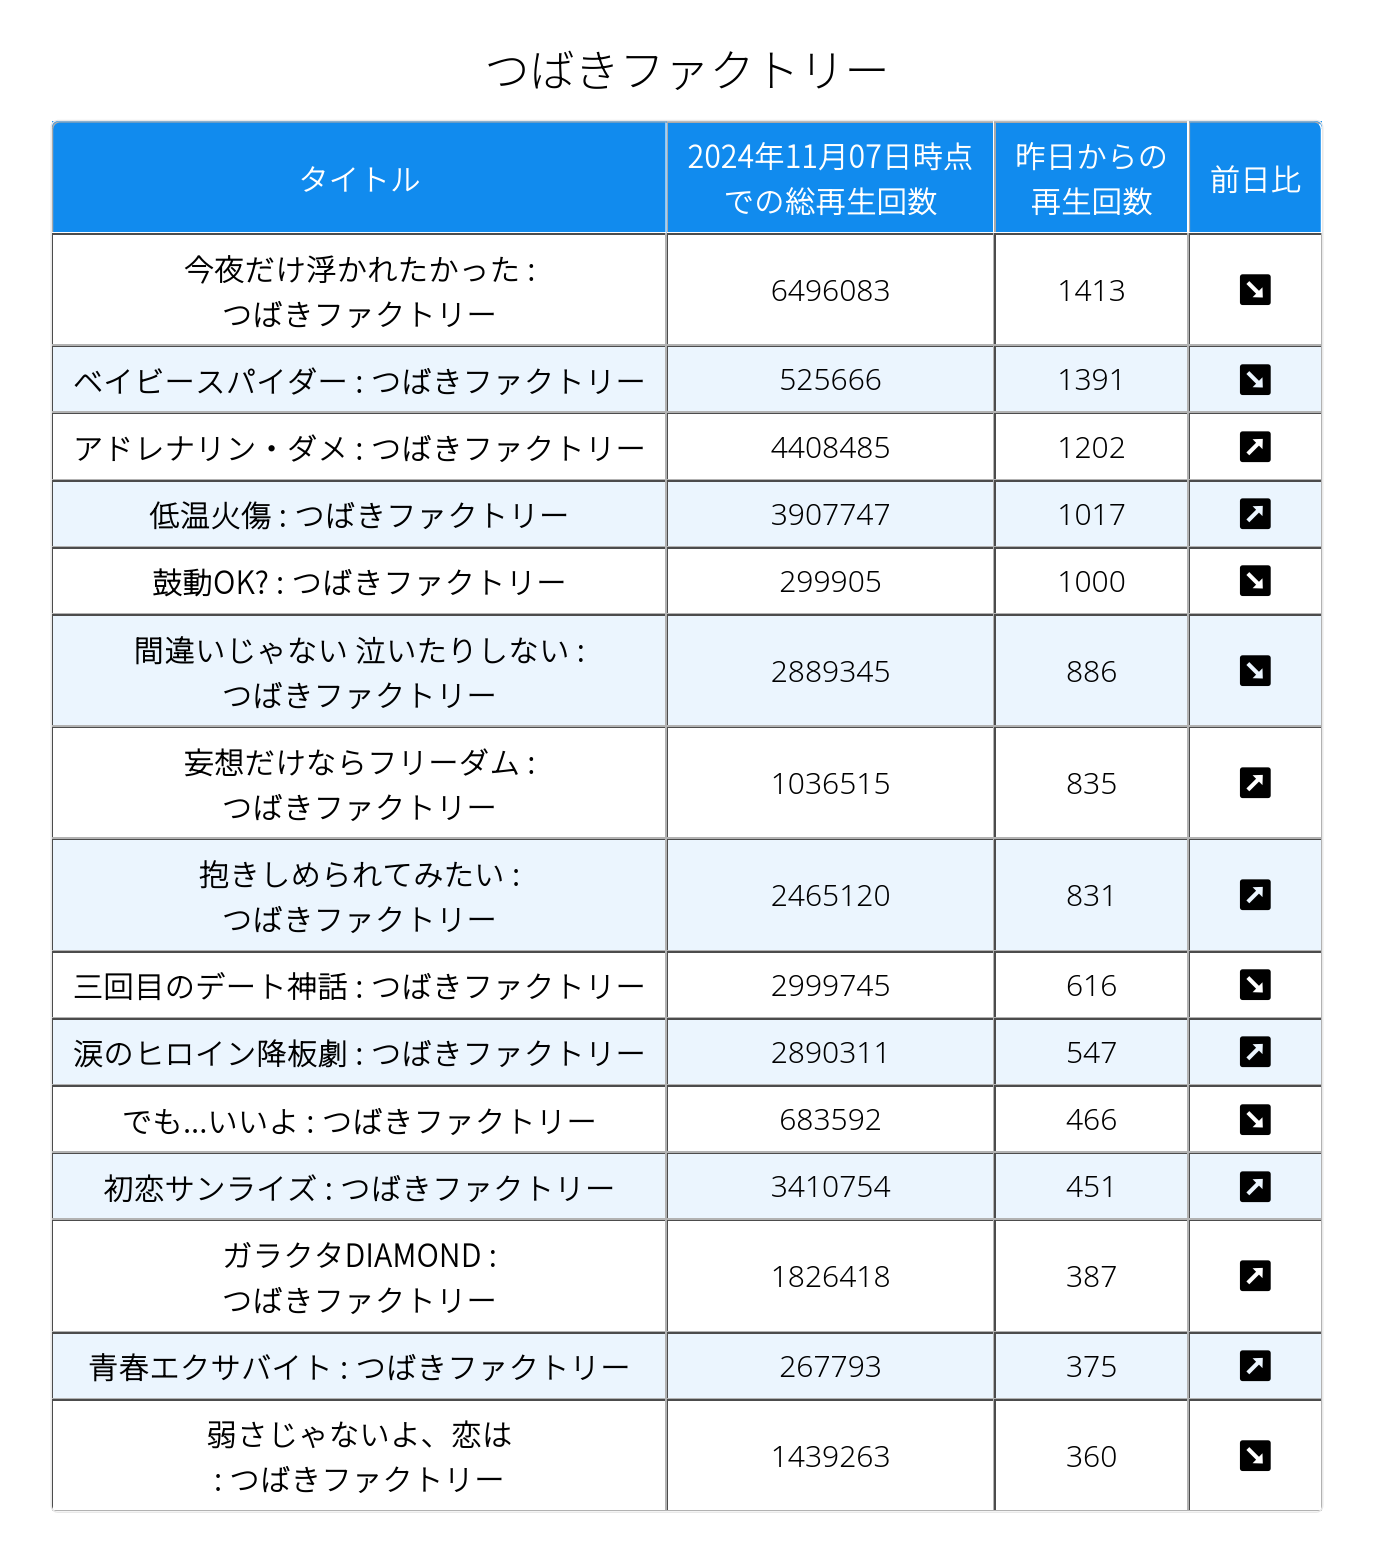 つばきファクトリー
タイトル
2024年11月07日時点
での総再生回数
昨日からの
再生回数
前日比
今夜だけ浮かれたかった :
つばきファクトリー
6496083
1413
ベイビースパイダー : つばきファクトリー
525666
1391
アドレナリン・ダメ : つばきファクトリー
4408485
1202
低温火傷 : つばきファクトリー
3907747
1017
鼓動OK? : つばきファクトリー
299905
1000
間違いじゃない 泣いたりしない :
つばきファクトリー
2889345
886
妄想だけならフリーダム :
つばきファクトリー
1036515
835
抱きしめられてみたい :
つばきファクトリー
2465120
831
三回目のデート神話 : つばきファクトリー
2999745
616
涙のヒロイン降板劇 : つばきファクトリー
2890311
547
でも...いいよ : つばきファクトリー
683592
466
初恋サンライズ : つばきファクトリー
3410754
451
ガラクタDIAMOND :
つばきファクトリー
1826418
387
青春エクサバイト : つばきファクトリー
267793
375
弱さじゃないよ、恋は
: つばきファクトリー
1439263
360